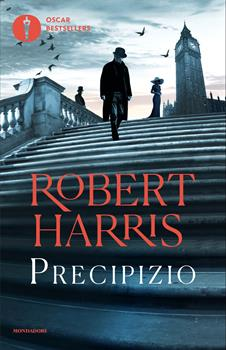 OSCAR
BESTSELLERS
ROBERT
HARRIS
PRECIPIZIO
MONDADORI